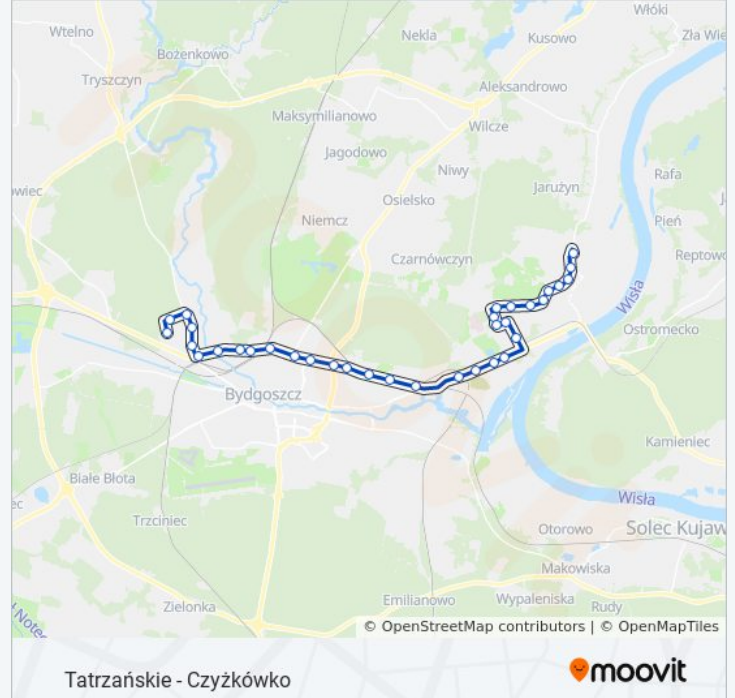 Włóki
Wtelno
Nekla
Kusowo
Zła Wie
Bożenkowo
Tryszczyn
Aleksandrowo
Maksymilianowo
Wilcze
Jagodowo
Niwy
Rafa
wiec
Jarużyn
Osielsko
Pień
Niemcz
Czarnówczyn
Reptowo
Wisła
Ostromecko
Bydgoszcz
Kamieniec
Białe Błota
Wisła
Trzciniec
Otorowo
Solec Kujaw
Makowiska
Emilianowo
Wypaleniska
Zielonka
Rudy
ł Noteć
© OpenStreetMap contributors | © OpenMapTiles
Tatrzańskie - Czyżkówko
moovit